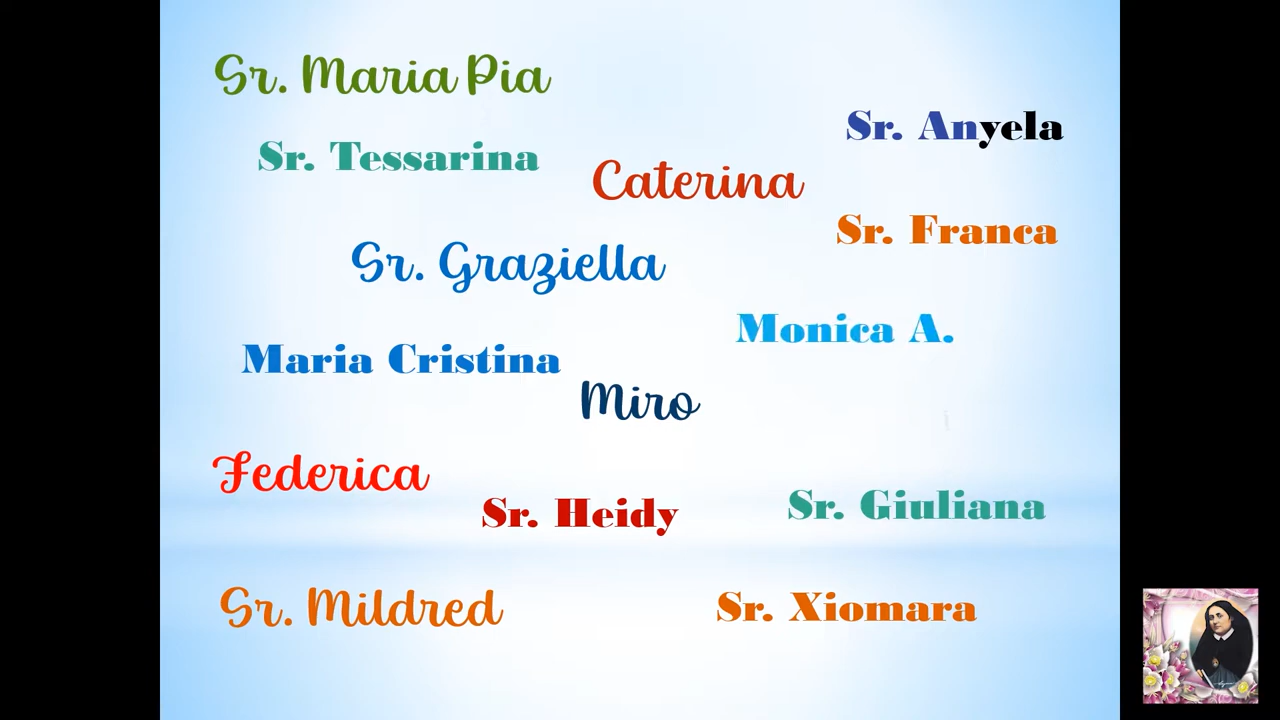 Sr. Maria Pia
Sr. Anyela
Sr. Tessarina
Caterina
Sr. Franca
Sr. Graziella
Monica A.
Maria Cristina
Miro
Federica
Sr. Heidy
Sr. Giuliana
Sr. Mildred
Sr. Xiomara